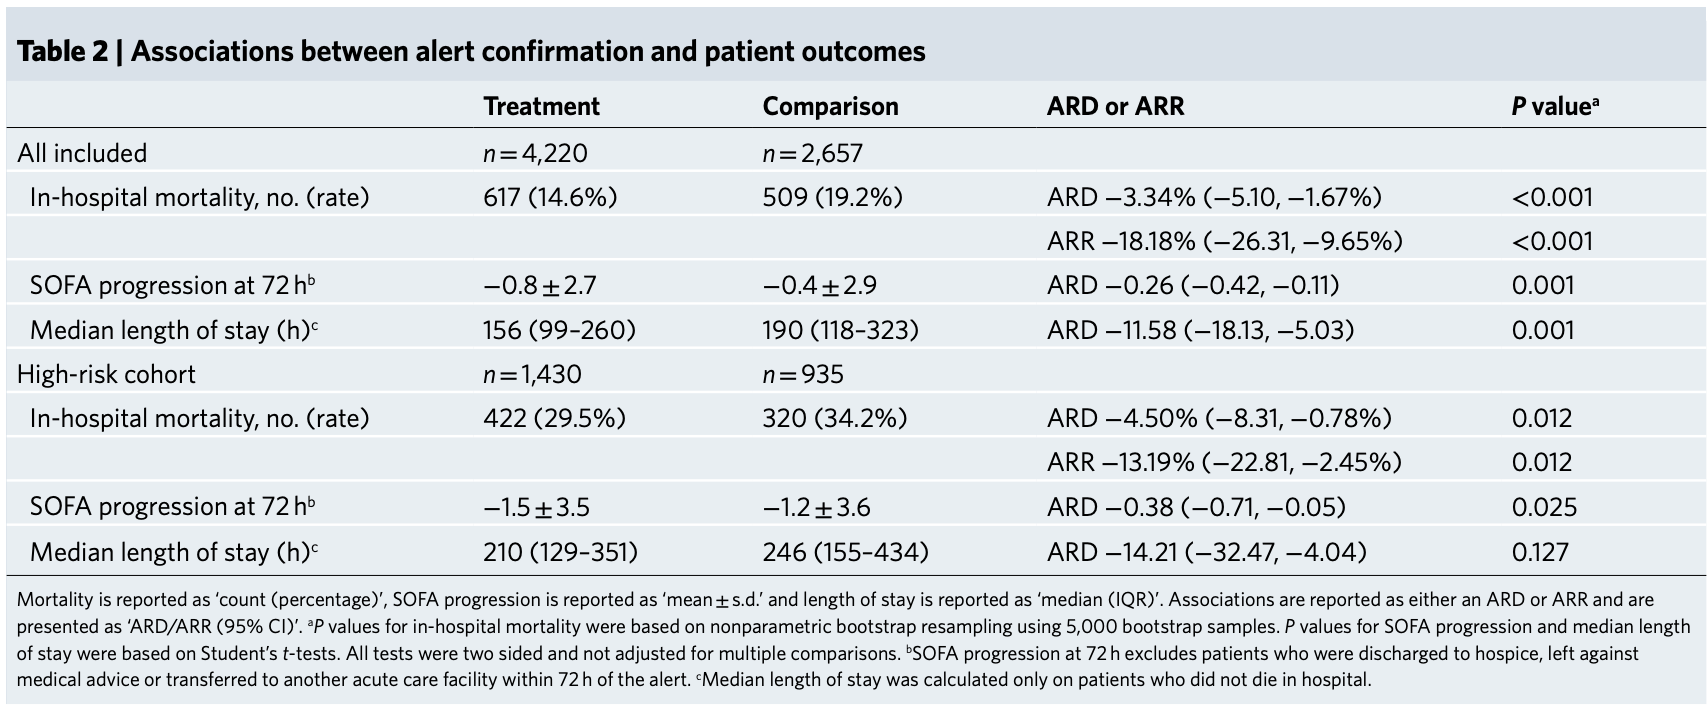 Table 2 | Associations between alert confirmation and patient outcomes
Treatment Comparison ARD or ARR P valueᵃ
All included n = 4,220 n = 2,657
In-hospital mortality, no. (rate) 617 (14.6%) 509 (19.2%) ARD −3.34% (−5.10, −1.67%) <0.001
ARR −18.18% (−26.31, −9.65%) <0.001
SOFA progression at 72 hᵇ −0.8 ± 2.7 −0.4 ± 2.9 ARD −0.26 (−0.42, −0.11) 0.001
Median length of stay (h)ᶜ 156 (99–260) 190 (118–323) ARD −11.58 (−18.13, −5.03) 0.001
High-risk cohort n = 1,430 n = 935
In-hospital mortality, no. (rate) 422 (29.5%) 320 (34.2%) ARD −4.50% (−8.31, −0.78%) 0.012
ARR −13.19% (−22.81, −2.45%) 0.012
SOFA progression at 72 hᵇ −1.5 ± 3.5 −1.2 ± 3.6 ARD −0.38 (−0.71, −0.05) 0.025
Median length of stay (h)ᶜ 210 (129–351) 246 (155–434) ARD −14.21 (−32.47, −4.04) 0.127
Mortality is reported as ‘count (percentage)’, SOFA progression is reported as ‘mean ± s.d.’ and length of stay is reported as ‘median (IQR)’. Associations are reported as either an ARD or ARR and are
presented as ‘ARD/ARR (95% CI)’. ᵃP values for in-hospital mortality were based on nonparametric bootstrap resampling using 5,000 bootstrap samples. P values for SOFA progression and median length
of stay were based on Student’s t-tests. All tests were two sided and not adjusted for multiple comparisons. ᵇSOFA progression at 72 h excludes patients who were discharged to hospice, left against
medical advice or transferred to another acute care facility within 72 h of the alert. ᶜMedian length of stay was calculated only on patients who did not die in hospital.